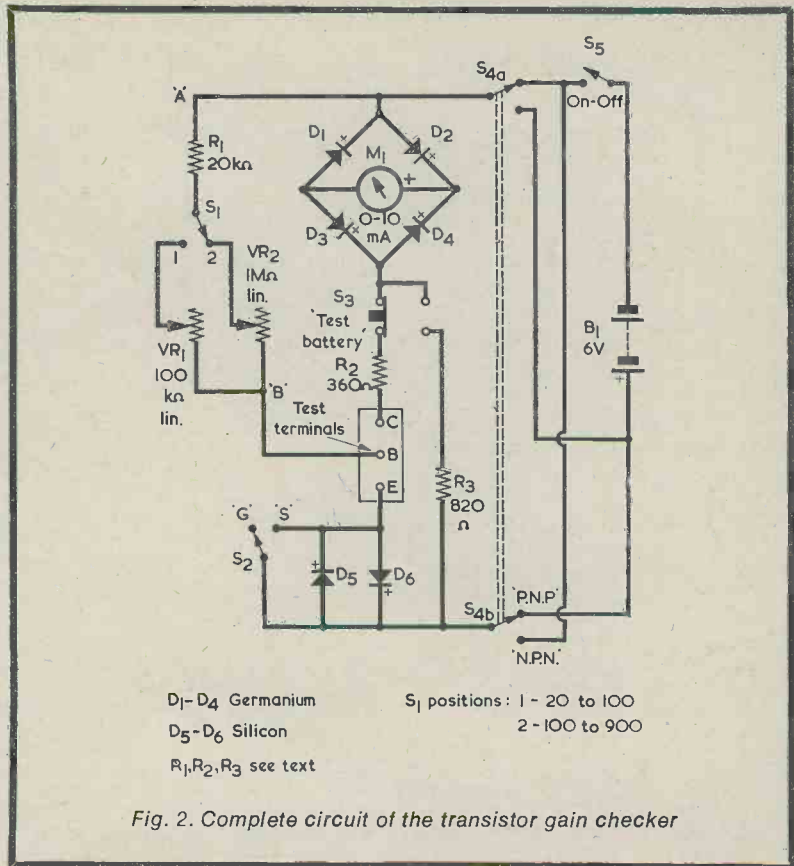 'A'
R1
20kΩ
S1
1
2
VR2
1MΩ
lin.
VR1
100
kΩ
lin.
'B'
D1
D2
M1
+
0-10
mA
D3
D4
S3
'Test
battery'
R2
360Ω
Test
terminals
C
B
E
R3
820
Ω
'G'
'S'
S2
D5
D6
S4a
S5
On-Off
B1
6V
S4b
'P.N.P'
'N.P.N.'
D1-D4 Germanium
D5-D6 Silicon
R1,R2,R3 see text
S1 positions: 1 - 20 to 100
2 - 100 to 900
Fig. 2. Complete circuit of the transistor gain checker